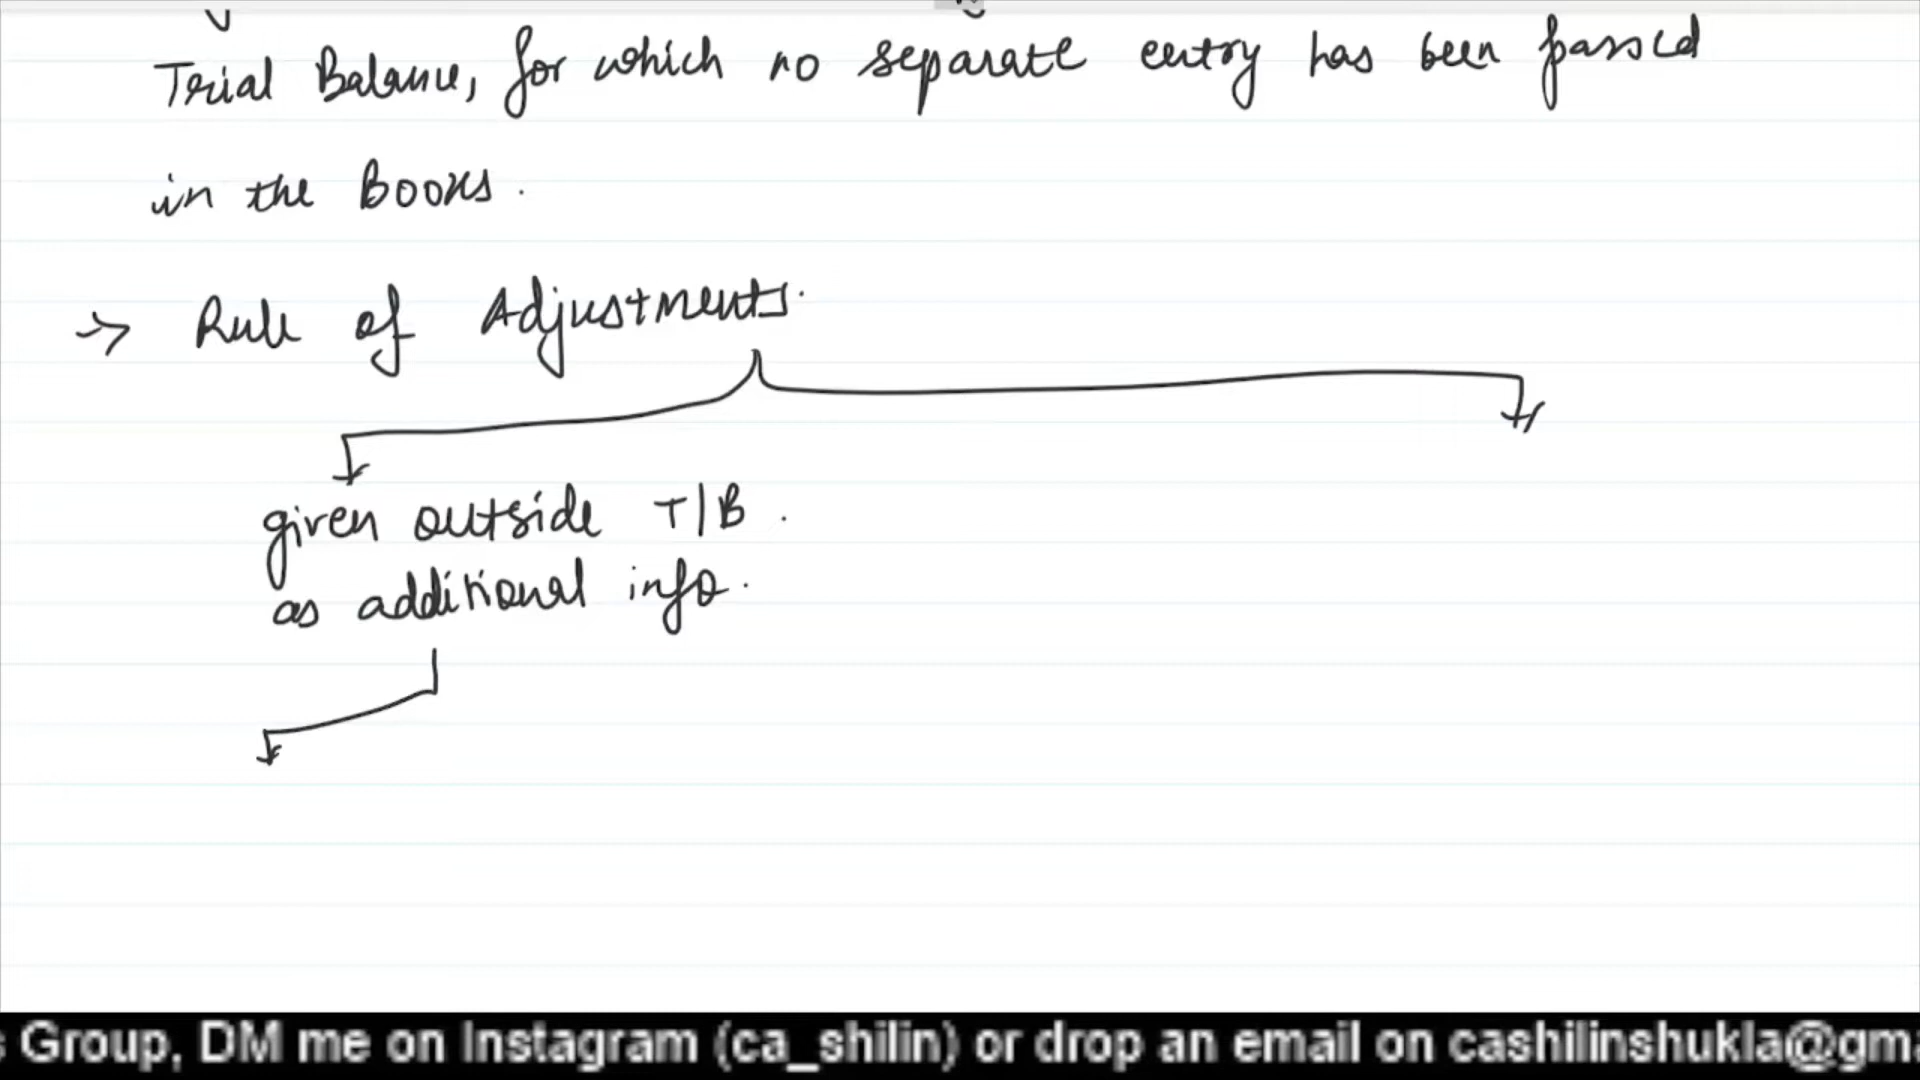 Trial Balance, for which no separate entry has been passed
in the Books.
→ Rule of Adjustments.
given outside T/B.
as additional info.
Group, DM me on Instagram (ca_shilin) or drop an email on cashilinshukla@gm